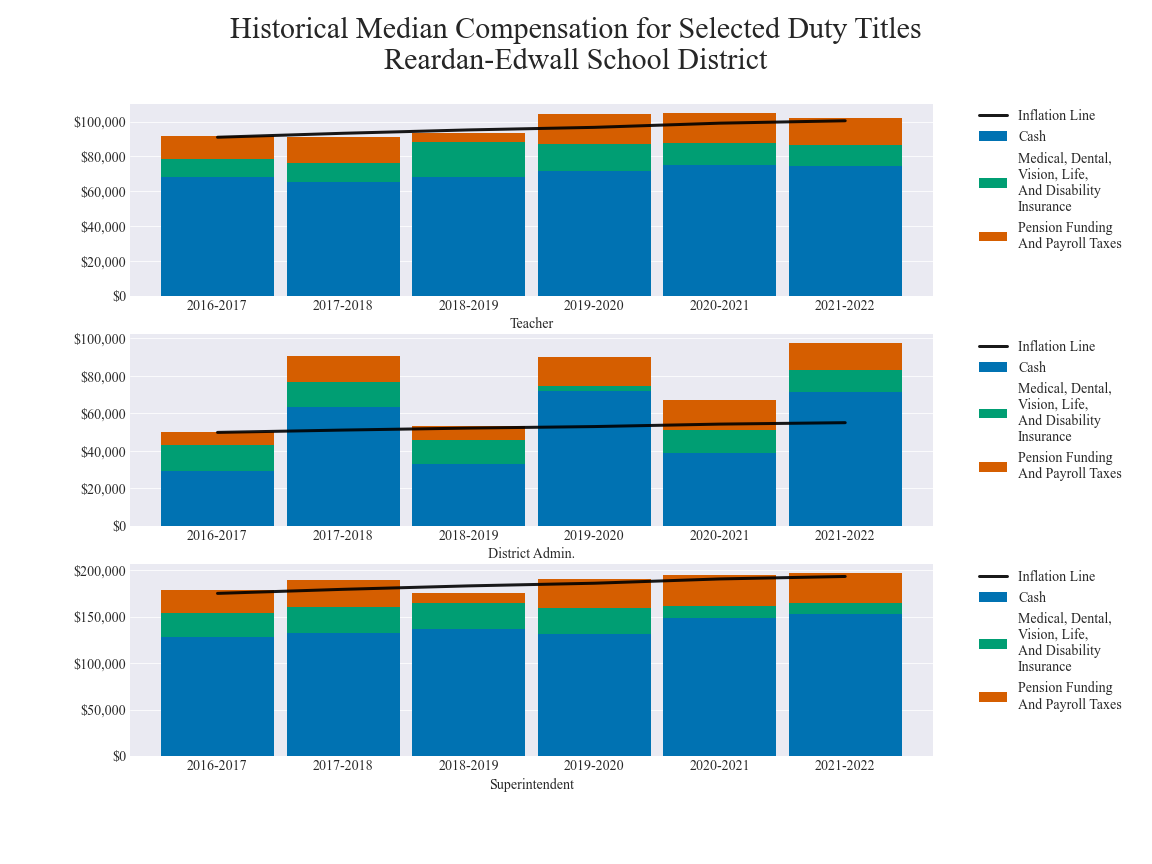 Historical Median Compensation for Selected Duty Titles
Reardan-Edwall School District
$100,000
$80,000
$60,000
$40,000
$20,000
$0
2016-2017 2017-2018 2018-2019 2019-2020 2020-2021 2021-2022
Teacher
Inflation Line
Cash
Medical, Dental,
Vision, Life,
And Disability
Insurance
Pension Funding
And Payroll Taxes
$100,000
$80,000
$60,000
$40,000
$20,000
$0
2016-2017 2017-2018 2018-2019 2019-2020 2020-2021 2021-2022
District Admin.
Inflation Line
Cash
Medical, Dental,
Vision, Life,
And Disability
Insurance
Pension Funding
And Payroll Taxes
$200,000
$150,000
$100,000
$50,000
$0
2016-2017 2017-2018 2018-2019 2019-2020 2020-2021 2021-2022
Superintendent
Inflation Line
Cash
Medical, Dental,
Vision, Life,
And Disability
Insurance
Pension Funding
And Payroll Taxes